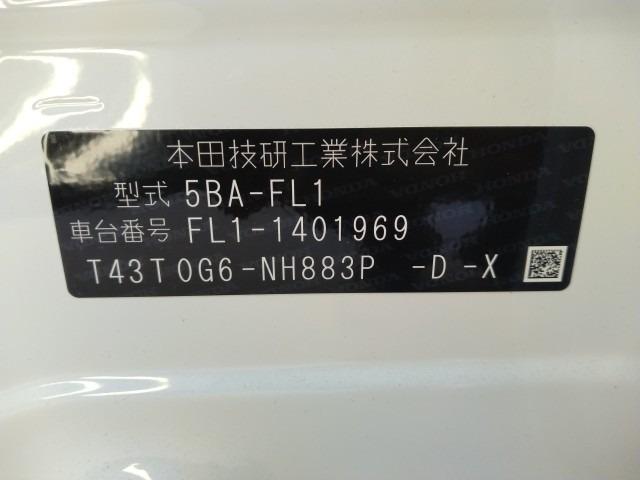 本田技研工業株式会社
型式 5BA-FL1
車台番号 FL1-1401969
T43T0G6-NH883P -D -X